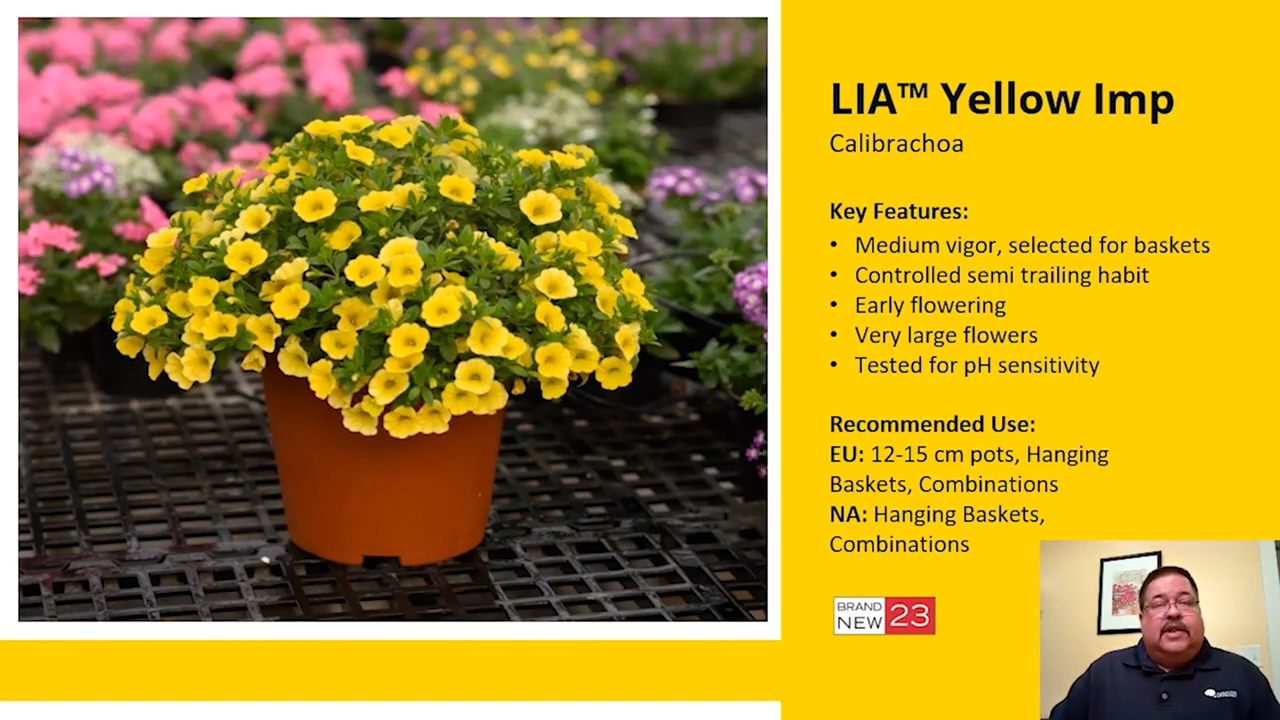 LIA™ Yellow Imp
Calibrachoa
Key Features:
• Medium vigor, selected for baskets
• Controlled semi trailing habit
• Early flowering
• Very large flowers
• Tested for pH sensitivity
Recommended Use:
EU: 12-15 cm pots, Hanging
Baskets, Combinations
NA: Hanging Baskets,
Combinations
BRAND
NEW 23